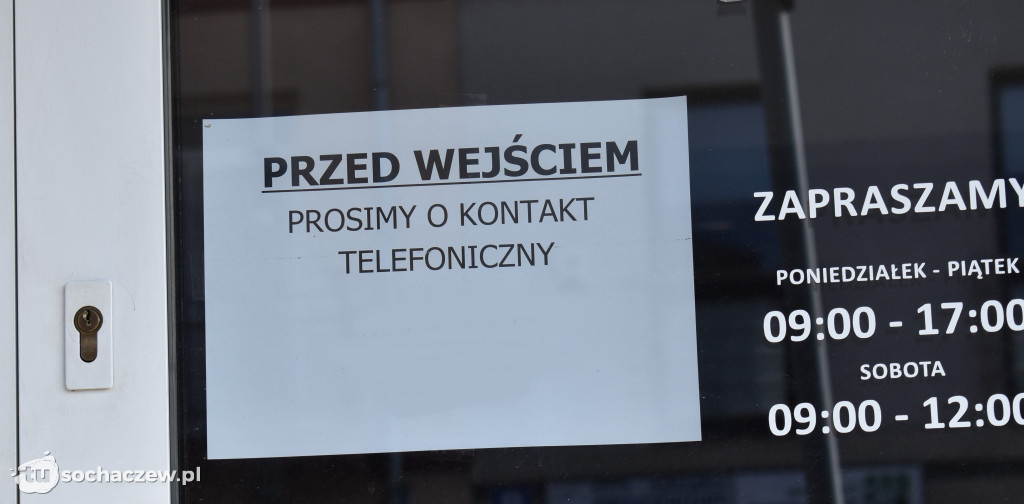 PRZED WEJŚCIEM
PROSIMY O KONTAKT
TELEFONICZNY
ZAPRASZAMY
PONIEDZIAŁEK - PIĄTEK
09:00 - 17:00
SOBOTA
09:00 - 12:00
tu sochaczew.pl